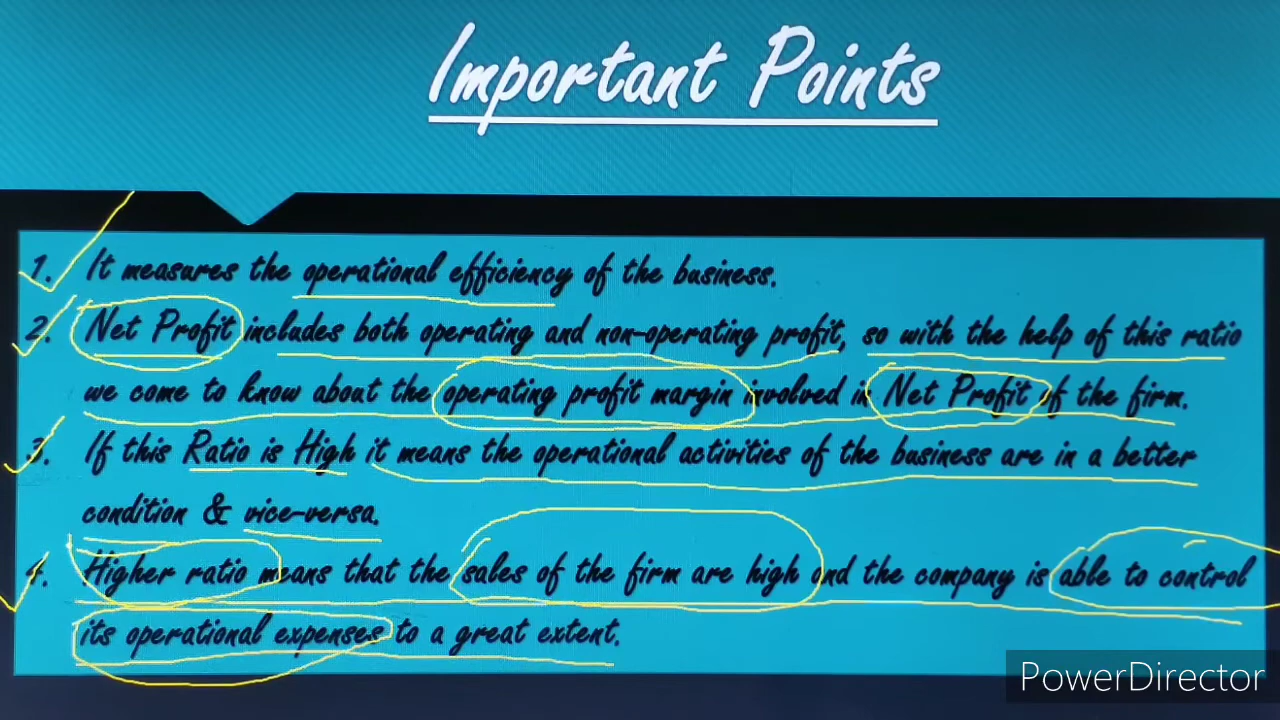 Important Points
1. It measures the operational efficiency of the business.
2. Net Profit includes both operating and non-operating profit, so with the help of this ratio
we come to know about the operating profit margin involved in Net Profit of the firm.
3. If this Ratio is High it means the operational activities of the business are in a better
condition & vice-versa.
4. Higher ratio means that the sales of the firm are high and the company is able to control
its operational expenses to a great extent.
PowerDirector